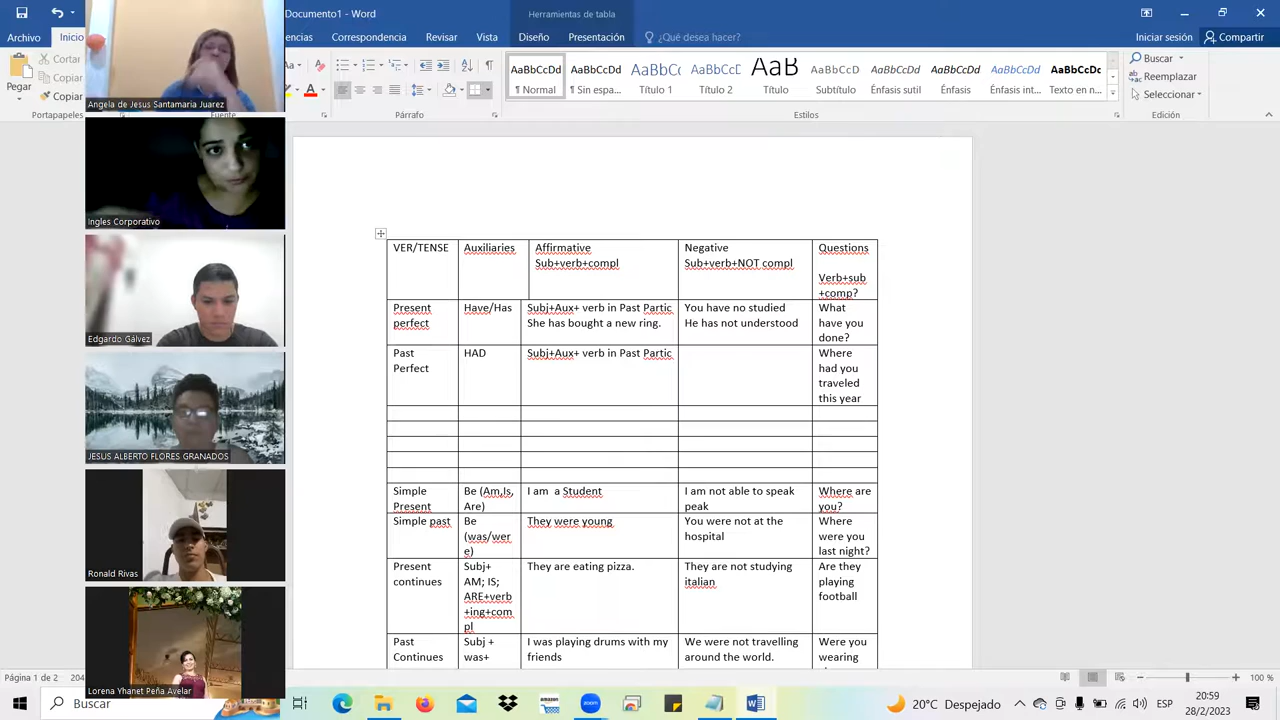 Document1 - Word
Herramientas de tabla
Archivo
Inicio
ncias
Correspondencia
Revisar
Vista
Diseño
Presentación
¿Qué desea hacer?
Iniciar sesión
Compartir
Cortar
Copiar
AaBbCcDd
AaBbCcDd
AaBbC
AaBbCcD
AaB
AaBbCcD
AaBbCcDd
AaBbCcDd
AaBbCcDd
AaBbCcDc
¶ Normal
¶ Sin espa...
Título 1
Título 2
Título
Subtítulo
Énfasis sutil
Énfasis
Énfasis int...
Texto en n...
Buscar
Reemplazar
Seleccionar
Portapapeles
Fuente
Párrafo
Estilos
Edición
Angela de Jesus Santamaria Juarez
Ingles Corporativo
Edgardo Gálvez
JESUS ALBERTO FLORES GRANADOS
Ronald Rivas
Lorena Yhanet Peña Avelar
VER/TENSE
Auxiliaries
Affirmative
Sub+verb+compl
Negative
Sub+verb+NOT compl
Questions
Verb+sub
+comp?
Present
perfect
Have/Has
Subj+Aux+ verb in Past Partic
She has bought a new ring.
You have no studied
He has not understood
What
have you
done?
Past
Perfect
HAD
Subj+Aux+ verb in Past Partic
Where
had you
traveled
this year
Simple
Present
Be (Am,Is,
Are)
I am  a Student
I am not able to speak
peak
Where are
you?
Simple past
Be
(was/wer
e)
They were young
You were not at the
hospital
Where
were you
last night?
Present
continues
Subj+
AM; IS;
ARE+verb
+ing+com
pl
They are eating pizza.
They are not studying
italian
Are they
playing
football
Past
Continues
Subj +
was+
I was playing drums with my
friends
We were not travelling
around the world.
Were you
wearing
Página 1 de 2
204
100 %
Buscar
amazon
zoom
20°C Despejado
ESP
20:59
28/2/2023